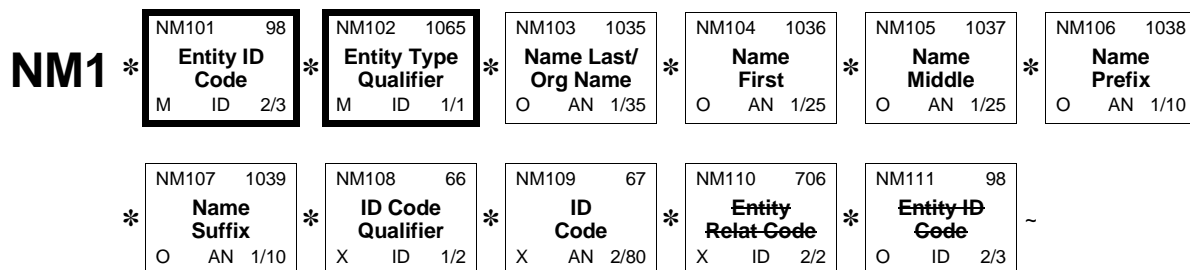 NM101 98 NM102 1065 NM103 1035 NM104 1036 NM105 1037 NM106 1038
NM1 * Entity ID Code * Entity Type Qualifier * Name Last/ Org Name * Name First * Name Middle * Name Prefix
M ID 2/3 M ID 1/1 O AN 1/35 O AN 1/25 O AN 1/25 O AN 1/10
NM107 1039 NM108 66 NM109 67 NM110 706 NM111 98
* Name Suffix * ID Code Qualifier * ID Code * Entity Relat Code * Entity ID Code ~
O AN 1/10 X ID 1/2 X AN 2/80 X ID 2/2 O ID 2/3